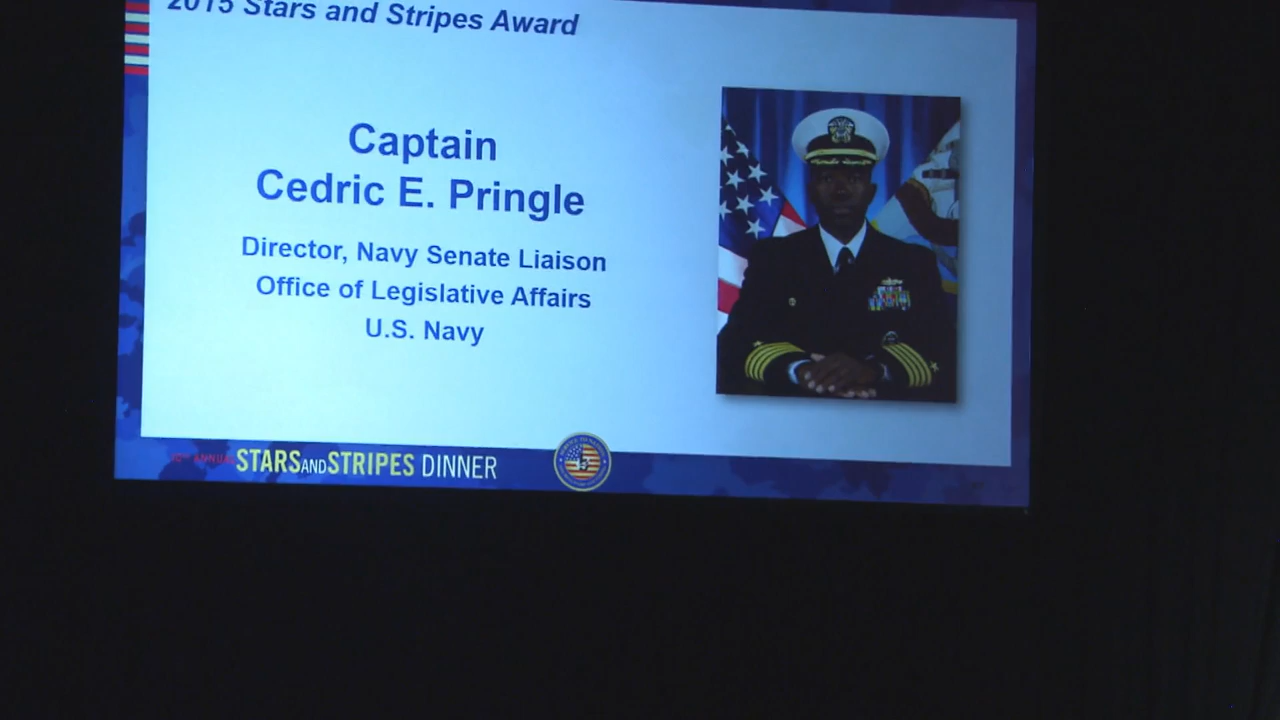 2015 Stars and Stripes Award
Captain
Cedric E. Pringle
Director, Navy Senate Liaison
Office of Legislative Affairs
U.S. Navy
ANNUAL STARS AND STRIPES DINNER